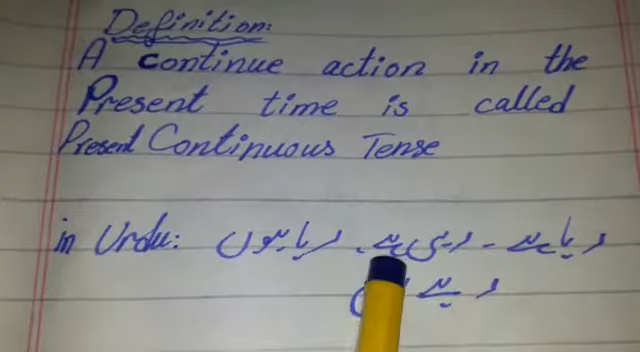 Definition:
A continue action in the
Present time is called
Present Continuous Tense
in Urdu: رہا ہے ۔ رہی ہے ۔ رہا ہوں
رہے